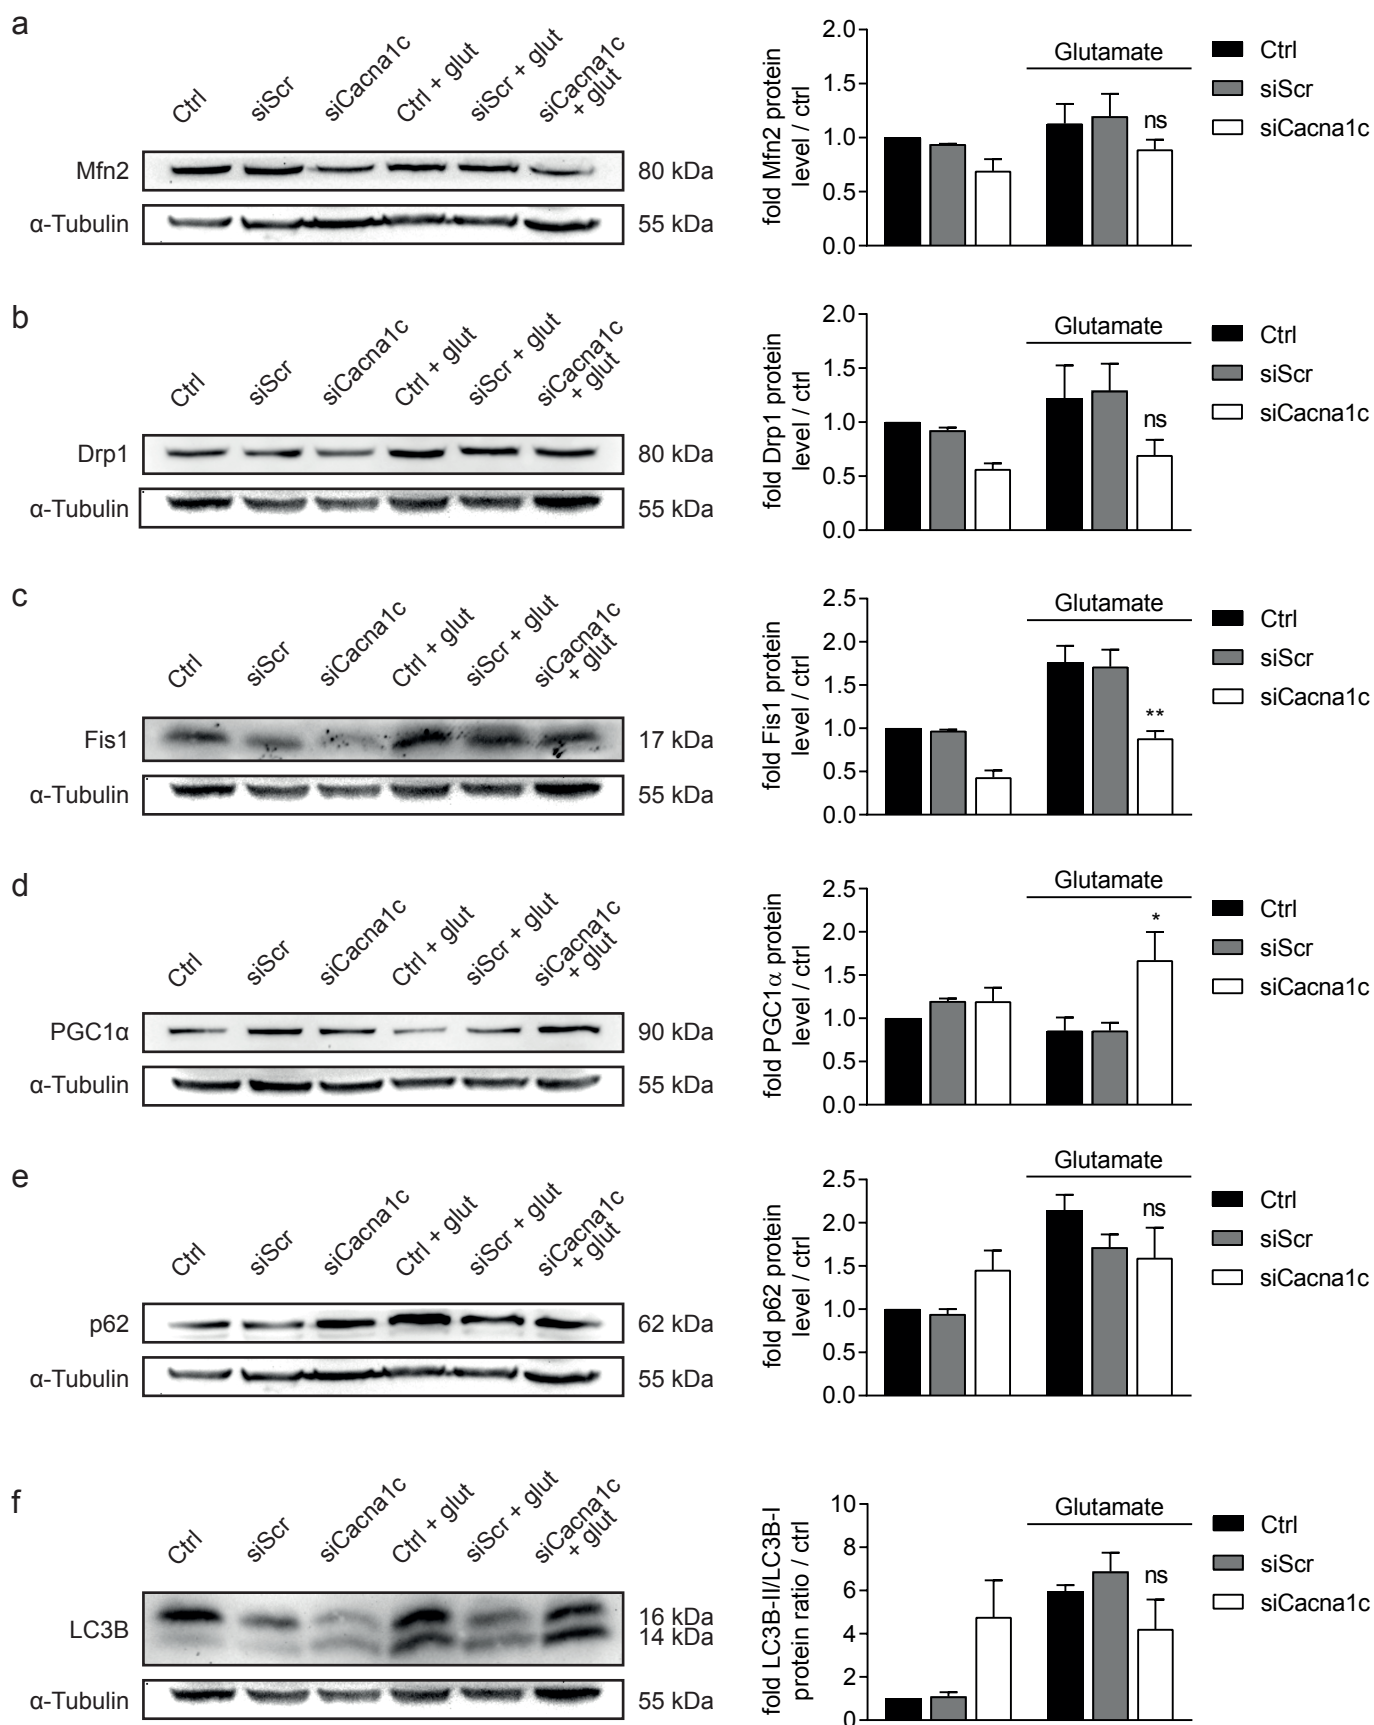 a
Ctrl
siScr
siCacna1c
Ctrl + glut
siScr + glut
siCacna1c
+ glut
Mfn2
80 kDa
α-Tubulin
55 kDa
fold Mfn2 protein
level / ctrl
2.0
1.5
1.0
0.5
0.0
Glutamate
ns
Ctrl
siScr
siCacna1c
b
Ctrl
siScr
siCacna1c
Ctrl + glut
siScr + glut
siCacna1c
+ glut
Drp1
80 kDa
α-Tubulin
55 kDa
fold Drp1 protein
level / ctrl
2.0
1.5
1.0
0.5
0.0
Glutamate
ns
Ctrl
siScr
siCacna1c
c
Ctrl
siScr
siCacna1c
Ctrl + glut
siScr + glut
siCacna1c
+ glut
Fis1
17 kDa
α-Tubulin
55 kDa
fold Fis1 protein
level / ctrl
2.5
2.0
1.5
1.0
0.5
0.0
Glutamate
**
Ctrl
siScr
siCacna1c
d
Ctrl
siScr
siCacna1c
Ctrl + glut
siScr + glut
siCacna1c
+ glut
PGC1α
90 kDa
α-Tubulin
55 kDa
fold PGC1α protein
level / ctrl
2.5
2.0
1.5
1.0
0.5
0.0
Glutamate
*
Ctrl
siScr
siCacna1c
e
Ctrl
siScr
siCacna1c
Ctrl + glut
siScr + glut
siCacna1c
+ glut
p62
62 kDa
α-Tubulin
55 kDa
fold p62 protein
level / ctrl
2.5
2.0
1.5
1.0
0.5
0.0
Glutamate
ns
Ctrl
siScr
siCacna1c
f
Ctrl
siScr
siCacna1c
Ctrl + glut
siScr + glut
siCacna1c
+ glut
LC3B
16 kDa
14 kDa
α-Tubulin
55 kDa
fold LC3B-II/LC3B-I
protein ratio / ctrl
10
8
6
4
2
0
Glutamate
ns
Ctrl
siScr
siCacna1c